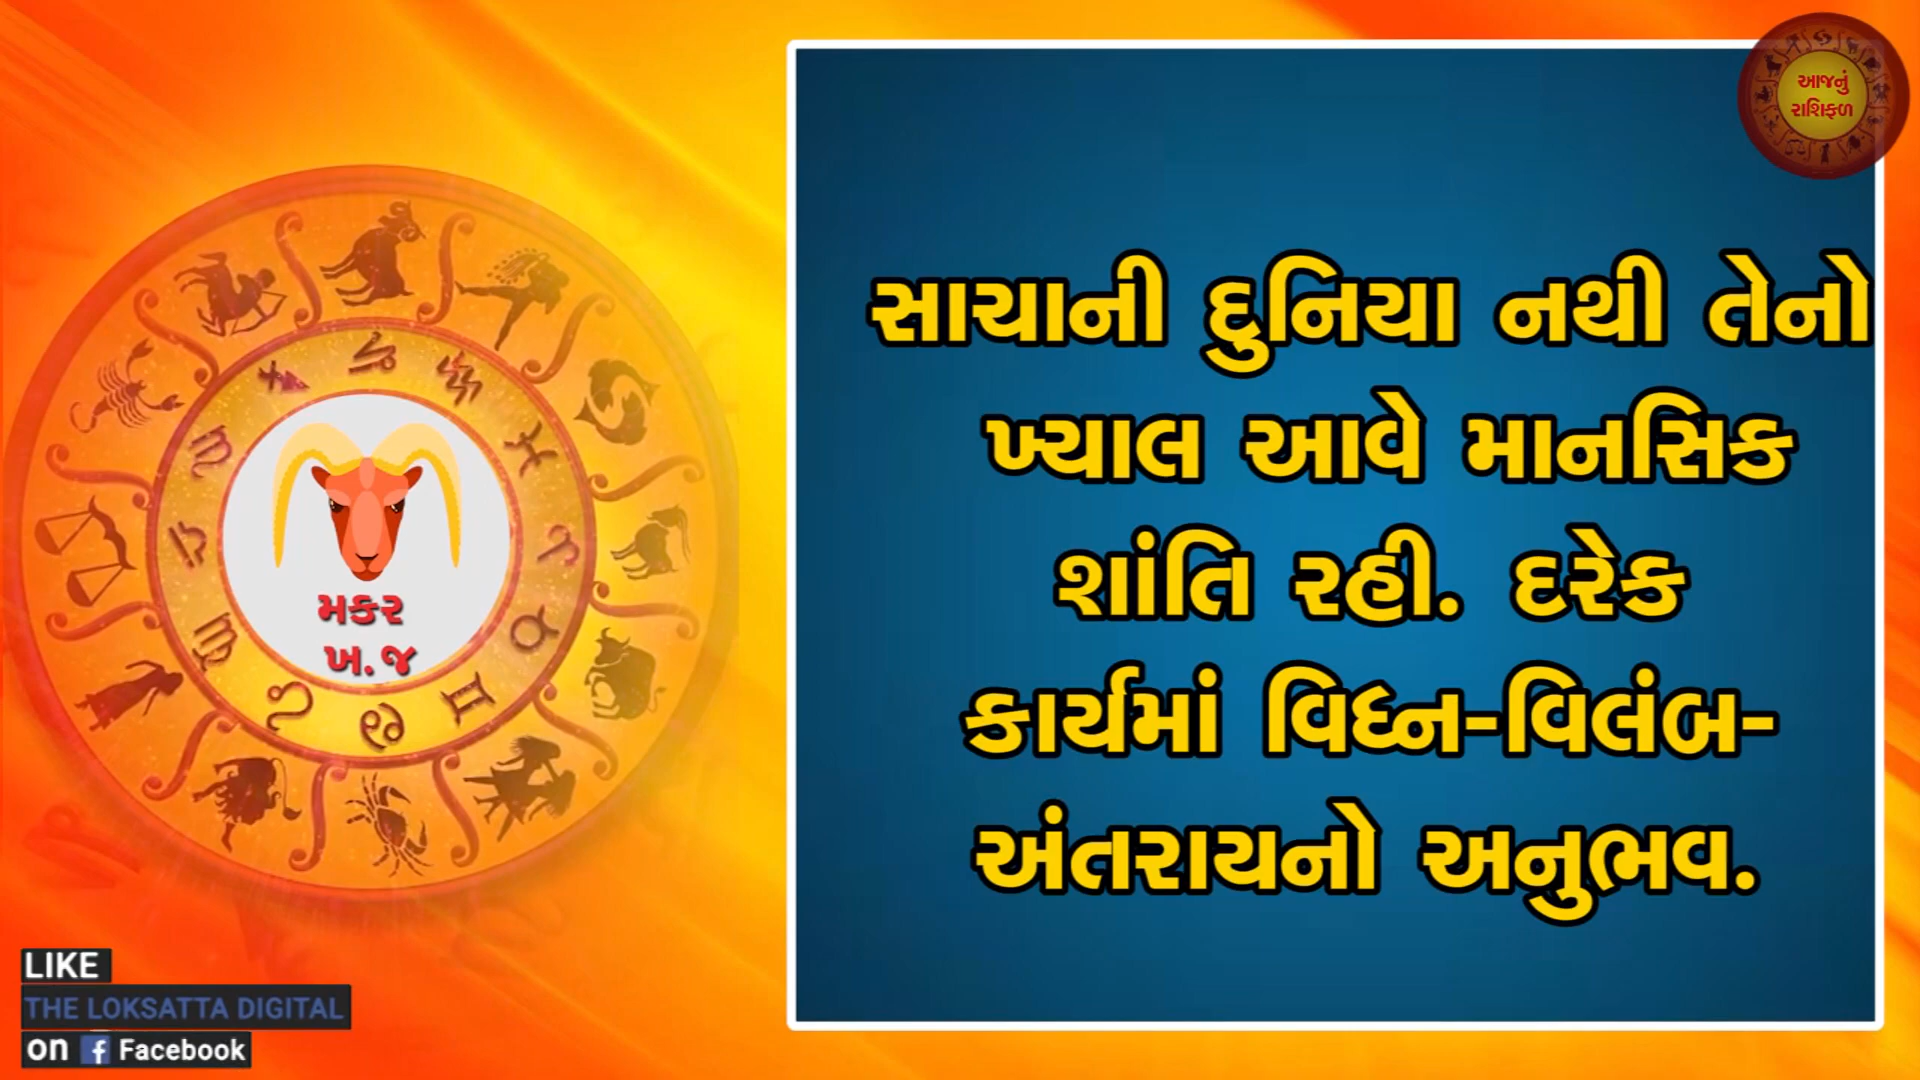 આજનું
રાશિફળ
સાચાની દુનિયા નથી તેનો
ખ્યાલ આવે માનસિક
શાંતિ રહી. દરેક
કાર્યમાં વિઘ્ન-વિલંબ-
અંતરાયનો અનુભવ.
મકર
ખ.જ
LIKE
THE LOKSATTA DIGITAL
on f Facebook